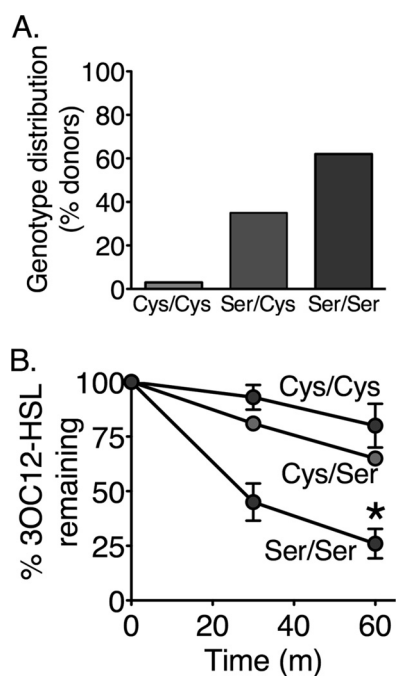 A.
Genotype distribution
(% donors)
100
80
60
40
20
0
Cys/Cys Ser/Cys Ser/Ser
B.
% 3OC12-HSL
remaining
100
75
50
25
0
Cys/Cys
Cys/Ser
*
Ser/Ser
0 20 40 60
Time (m)